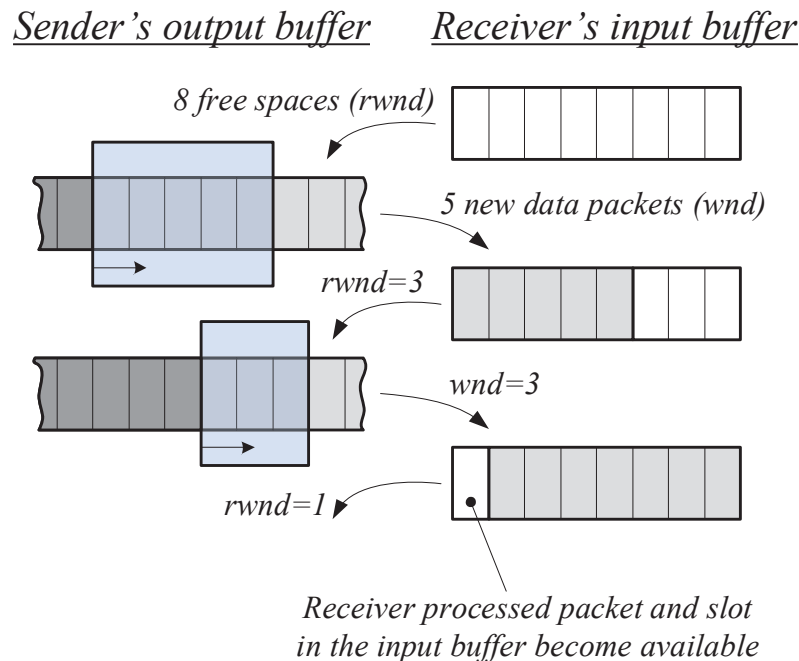 Sender’s output buffer
Receiver’s input buffer
8 free spaces (rwnd)
5 new data packets (wnd)
rwnd=3
wnd=3
rwnd=1
Receiver processed packet and slot
in the input buffer become available